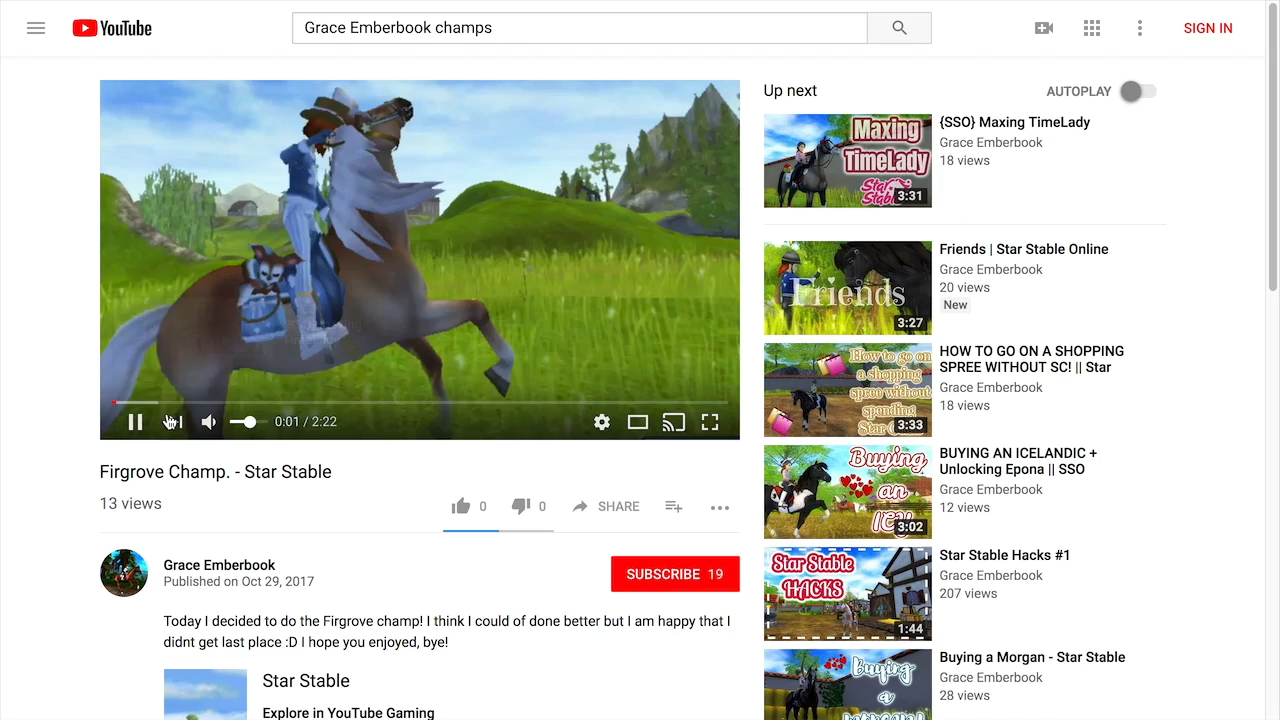 YouTube
Grace Emberbook champs
SIGN IN
0:01 / 2:22
Firgrove Champ. - Star Stable
13 views
0
0
SHARE
Grace Emberbook
Published on Oct 29, 2017
SUBSCRIBE 19
Today I decided to do the Firgrove champ! I think I could of done better but I am happy that I
didnt get last place :D I hope you enjoyed, bye!
Star Stable
Explore in YouTube Gaming
Up next
AUTOPLAY
Maxing
TimeLady
Star
Stable
3:31
{SSO} Maxing TimeLady
Grace Emberbook
18 views
Friends
3:27
Friends | Star Stable Online
Grace Emberbook
20 views
New
How to go on
a shopping
spree without
spending
Star
3:33
HOW TO GO ON A SHOPPING
SPREE WITHOUT SC! || Star
Grace Emberbook
18 views
Buying
an
3:02
BUYING AN ICELANDIC +
Unlocking Epona || SSO
Grace Emberbook
12 views
Star Stable
HACKS
1:44
Star Stable Hacks #1
Grace Emberbook
207 views
Buying
a
Buying a Morgan - Star Stable
Grace Emberbook
28 views